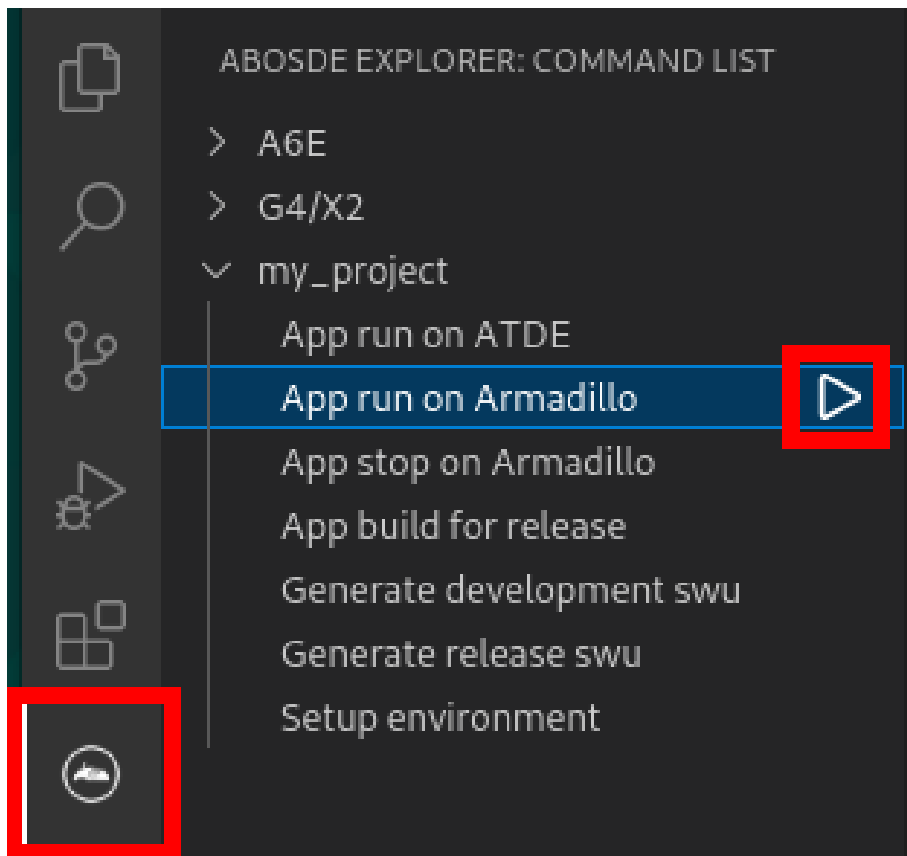 ABOSDE EXPLORER: COMMAND LIST
A6E
G4/X2
my_project
App run on ATDE
App run on Armadillo
App stop on Armadillo
App build for release
Generate development swu
Generate release swu
Setup environment